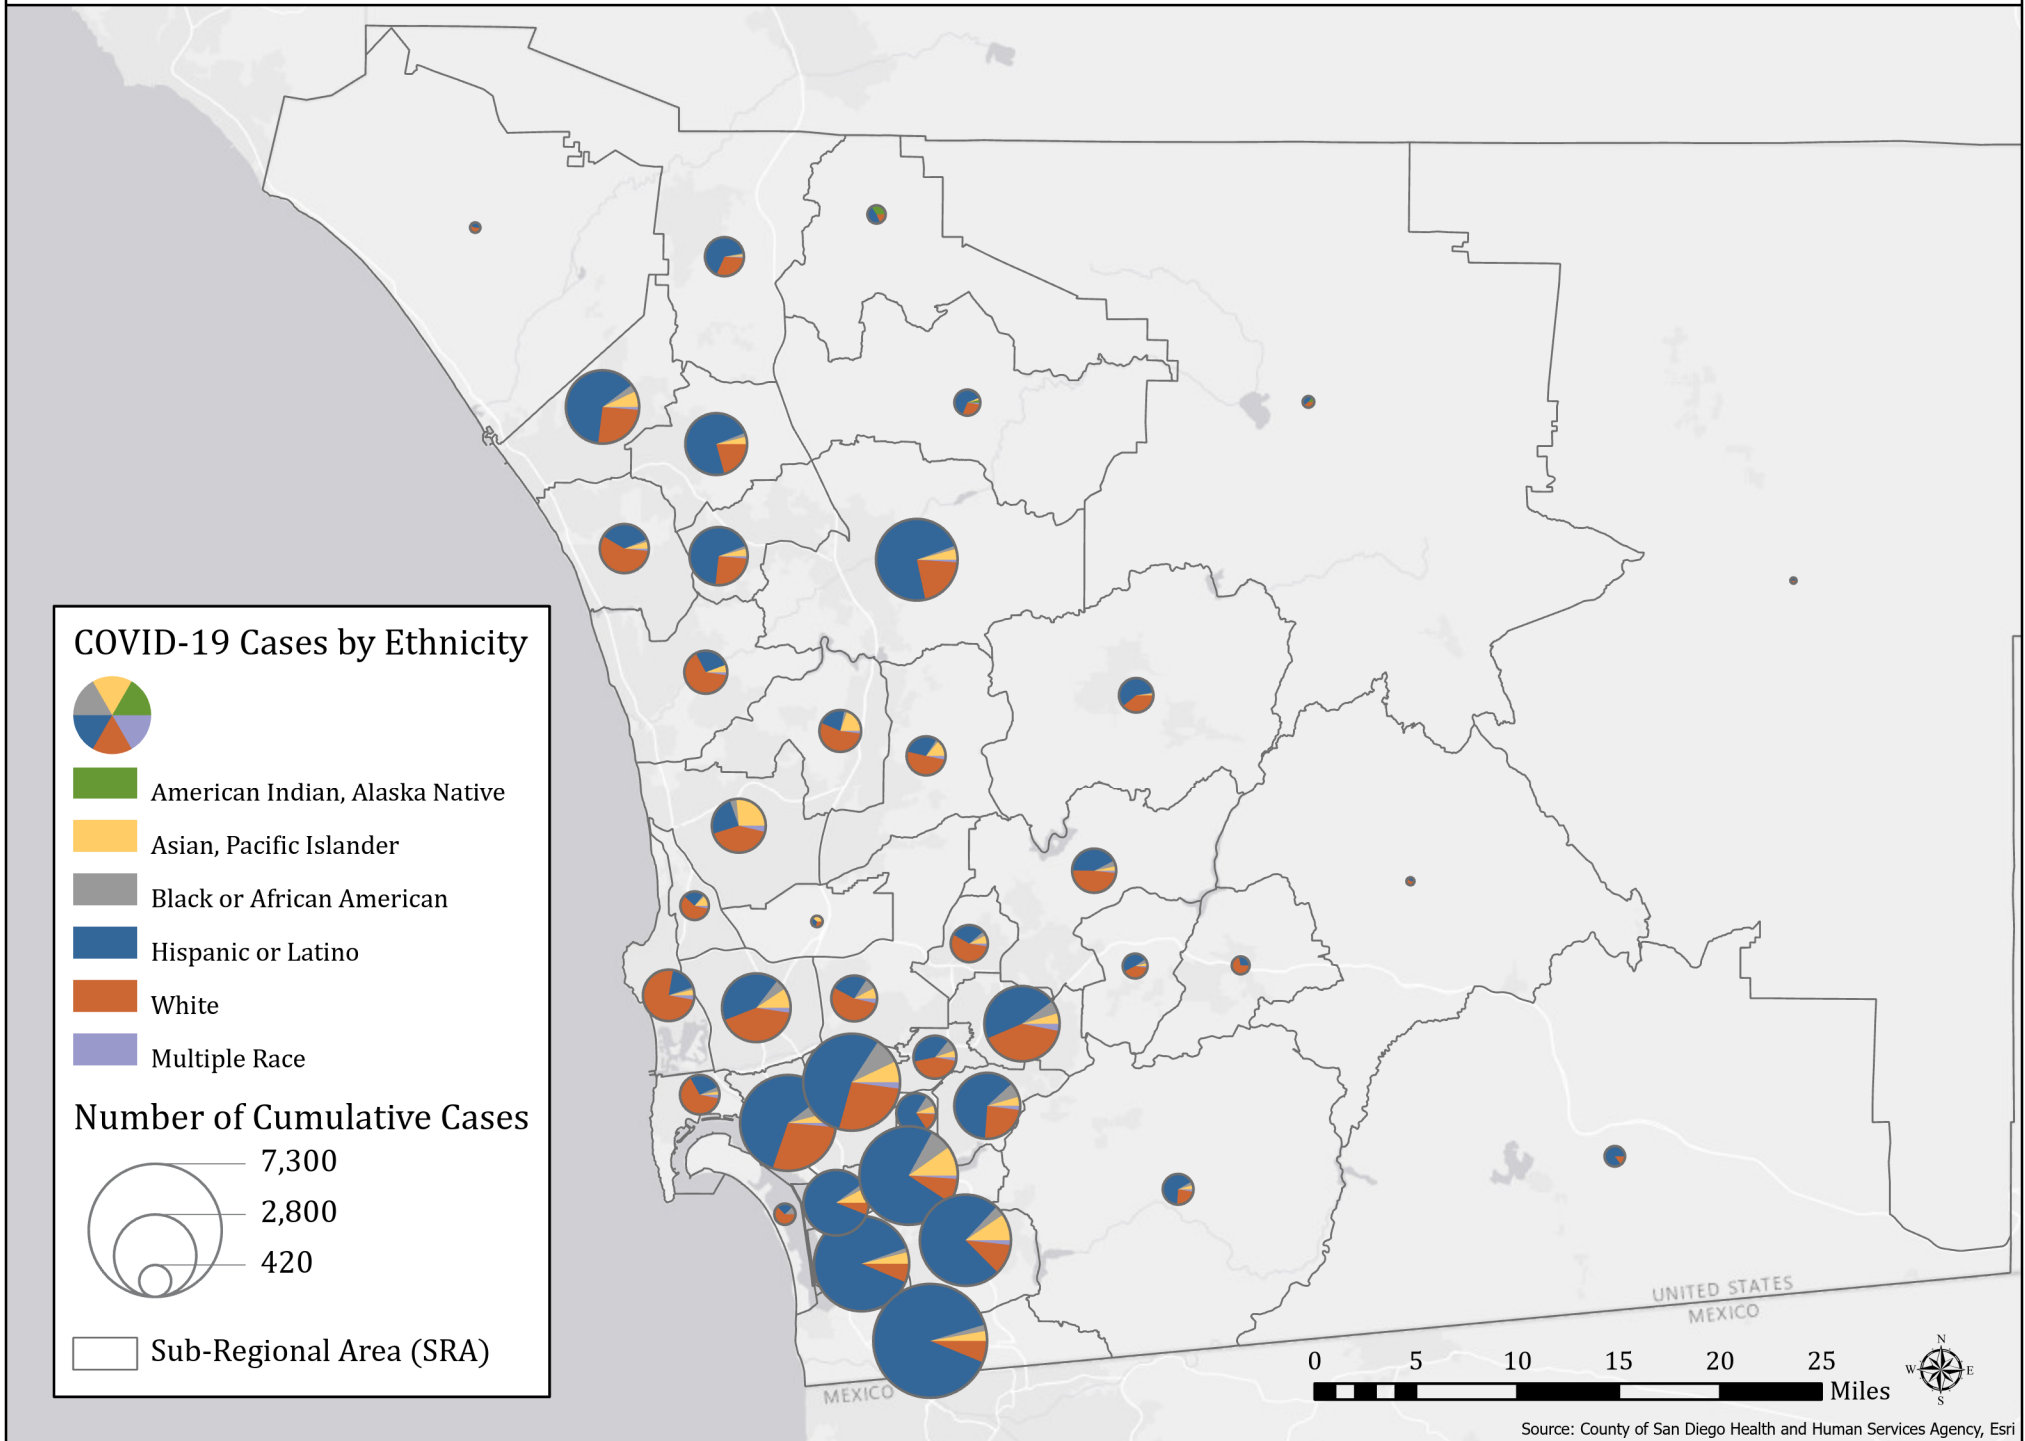 COVID-19 Cases by Ethnicity
American Indian, Alaska Native
Asian, Pacific Islander
Black or African American
Hispanic or Latino
White
Multiple Race
Number of Cumulative Cases
7,300
2,800
420
Sub-Regional Area (SRA)
UNITED STATES
MEXICO
MEXICO
0 5 10 15 20 25
Miles
N
W E
S
Source: County of San Diego Health and Human Services Agency, Esri